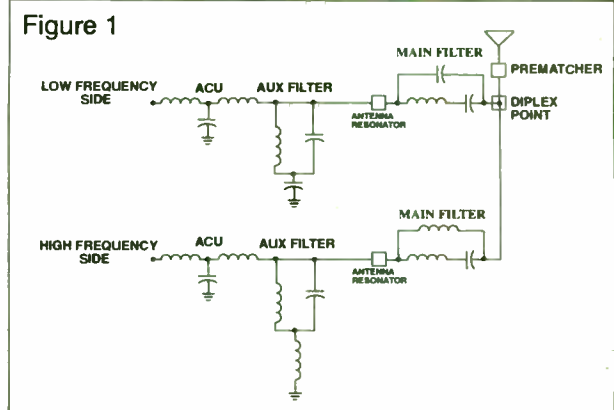 Figure 1
MAIN FILTER
PREMATCHER
LOW FREQUENCY
SIDE
ACU
AUX FILTER
ANTENNA
RESONATOR
DIPLEX
POINT
MAIN FILTER
HIGH FREQUENCY
SIDE
ACU
AUX FILTER
ANTENNA
RESONATOR